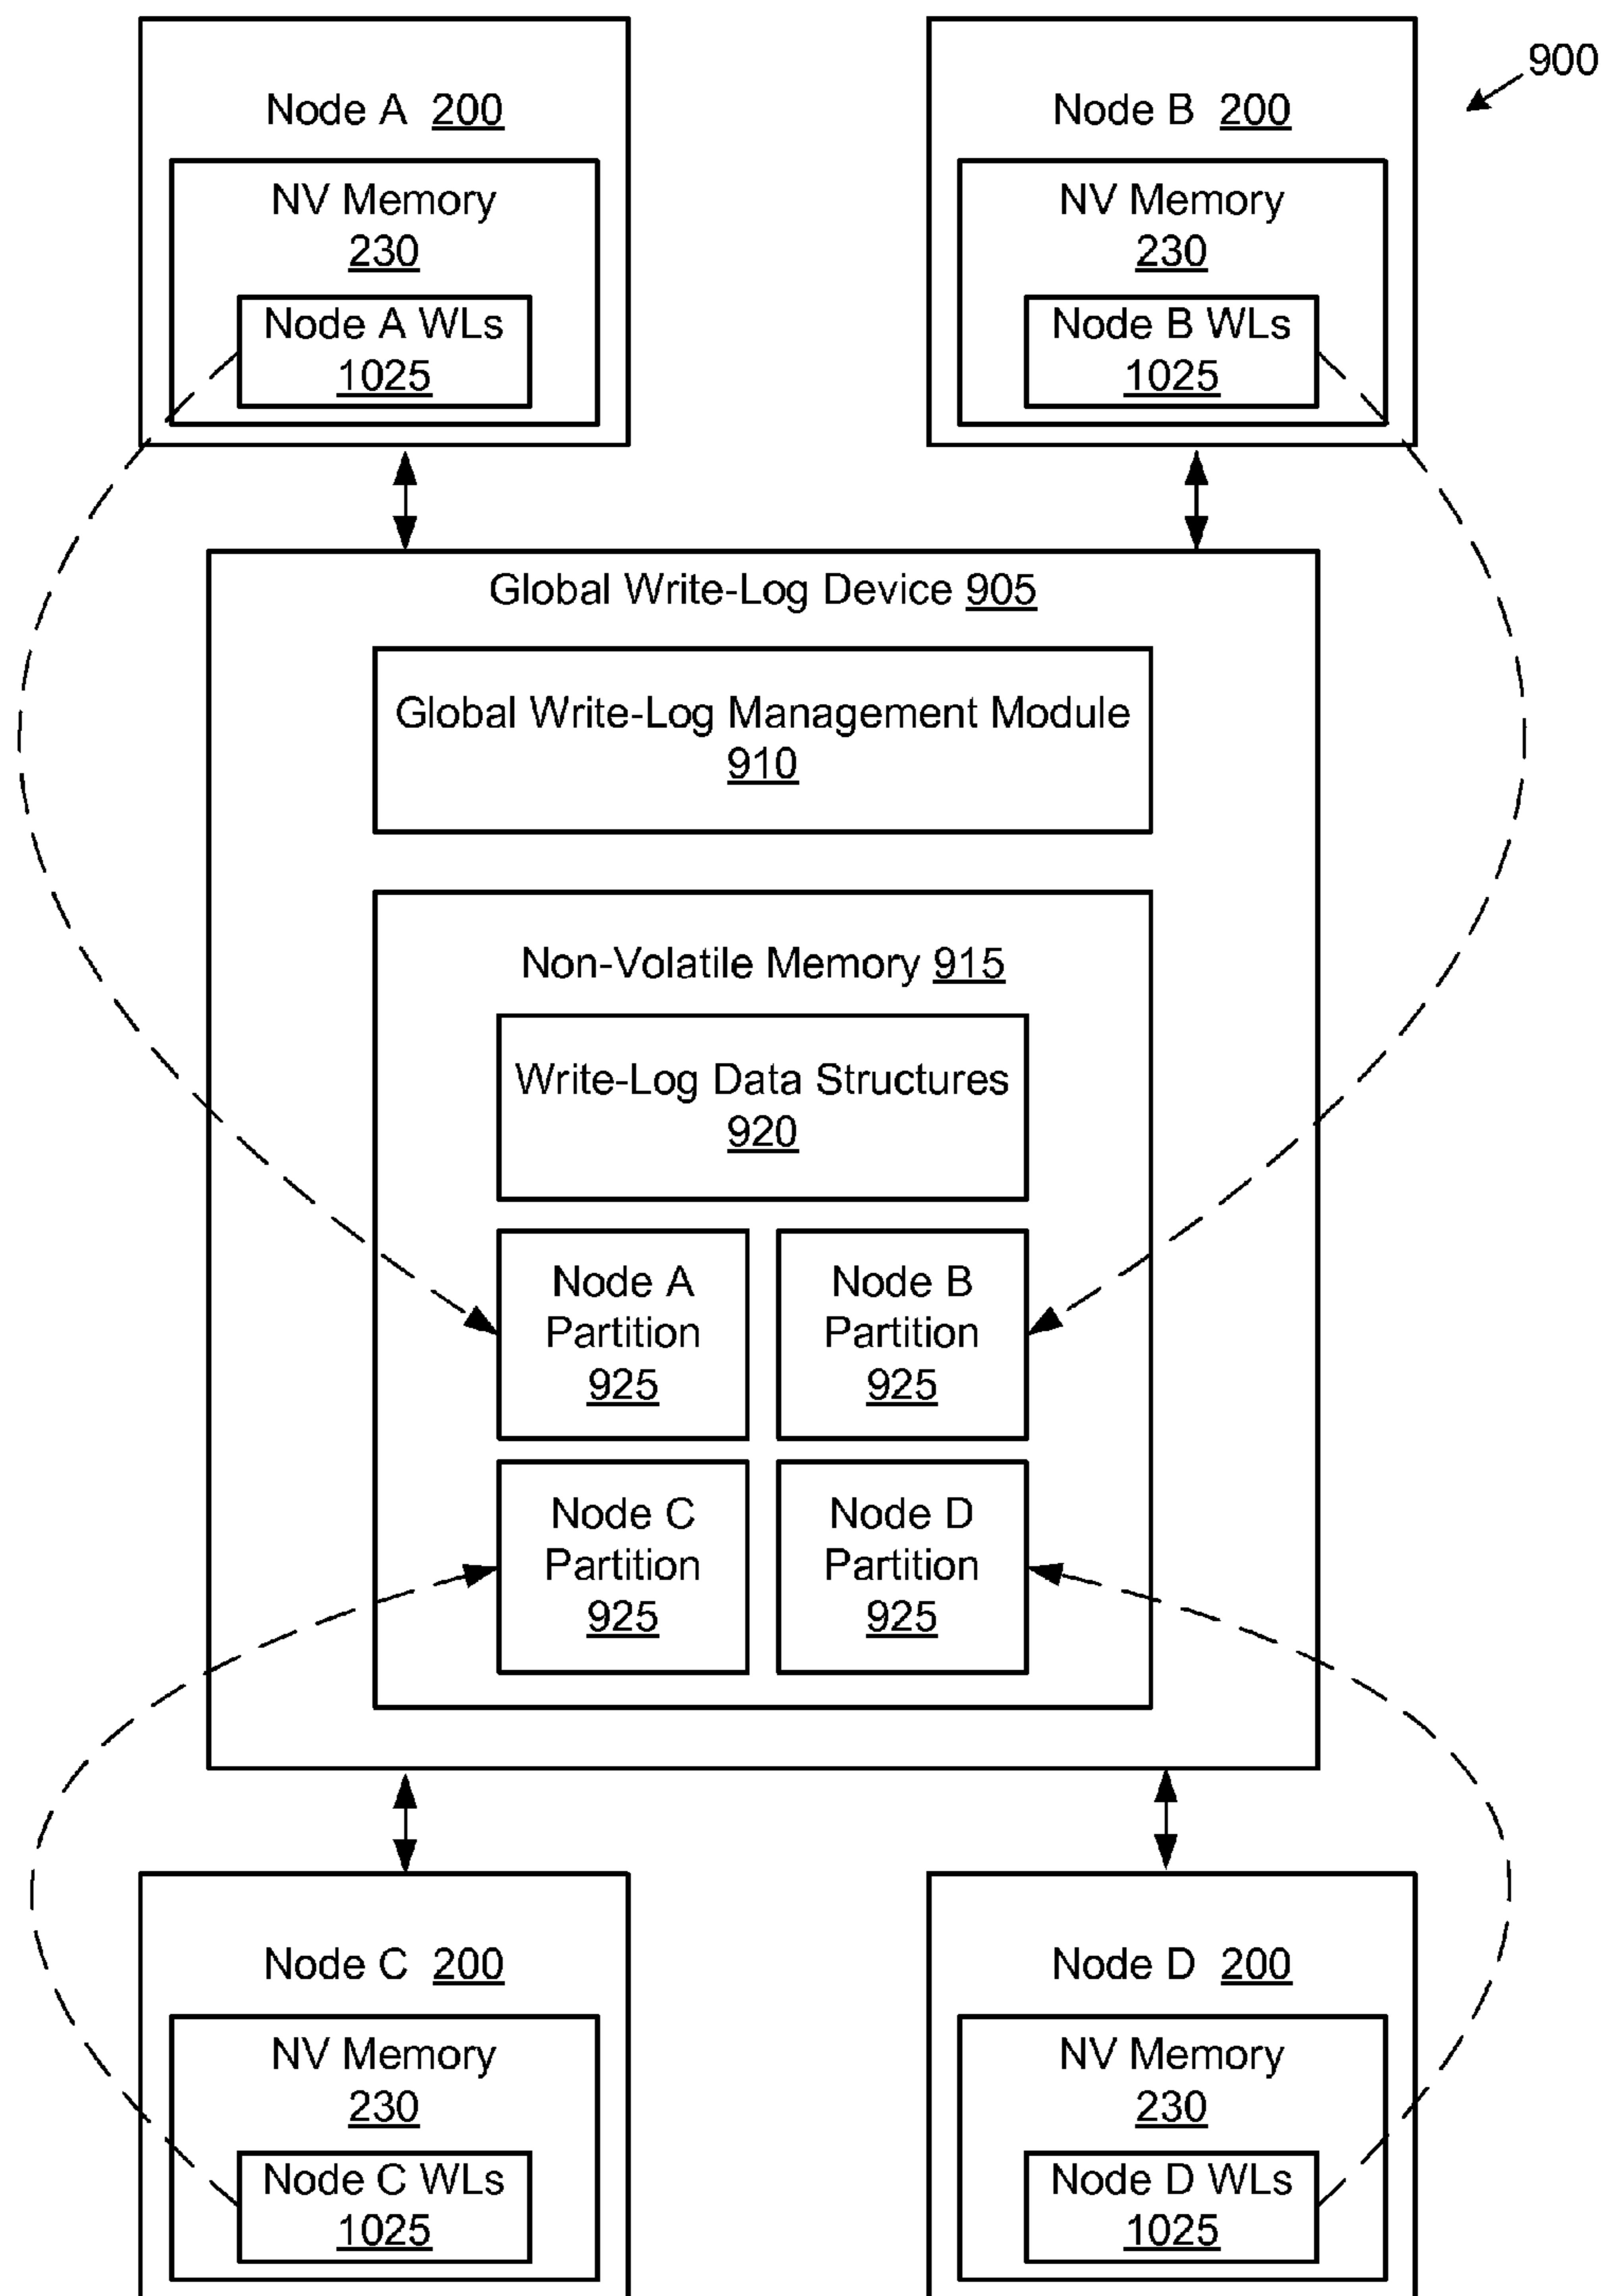 900
Node A 200
NV Memory
230
Node A WLs
1025
Node B 200
NV Memory
230
Node B WLs
1025
Global Write-Log Device 905
Global Write-Log Management Module
910
Non-Volatile Memory 915
Write-Log Data Structures
920
Node A
Partition
925
Node B
Partition
925
Node C
Partition
925
Node D
Partition
925
Node C 200
NV Memory
230
Node C WLs
1025
Node D 200
NV Memory
230
Node D WLs
1025